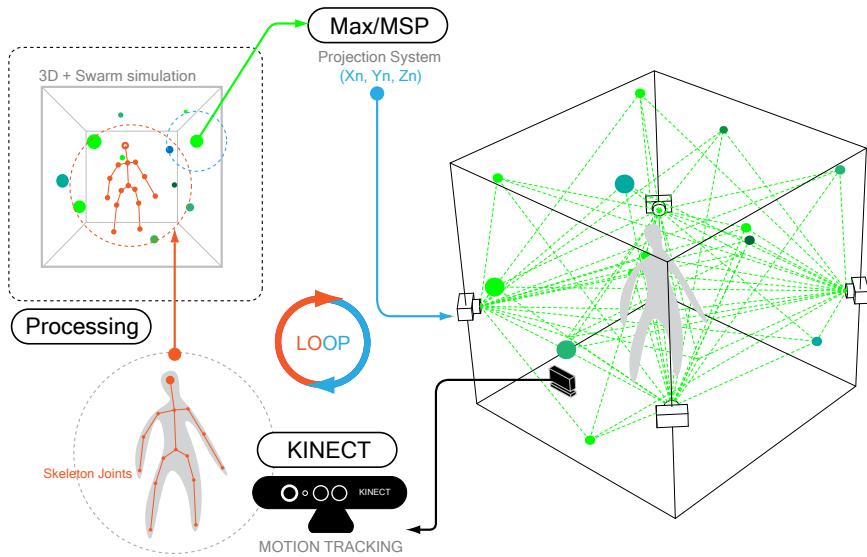 Max/MSP
Projection System
(Xn, Yn, Zn)
3D + Swarm simulation
Processing
LOOP
Skeleton Joints
KINECT
KINECT
MOTION TRACKING